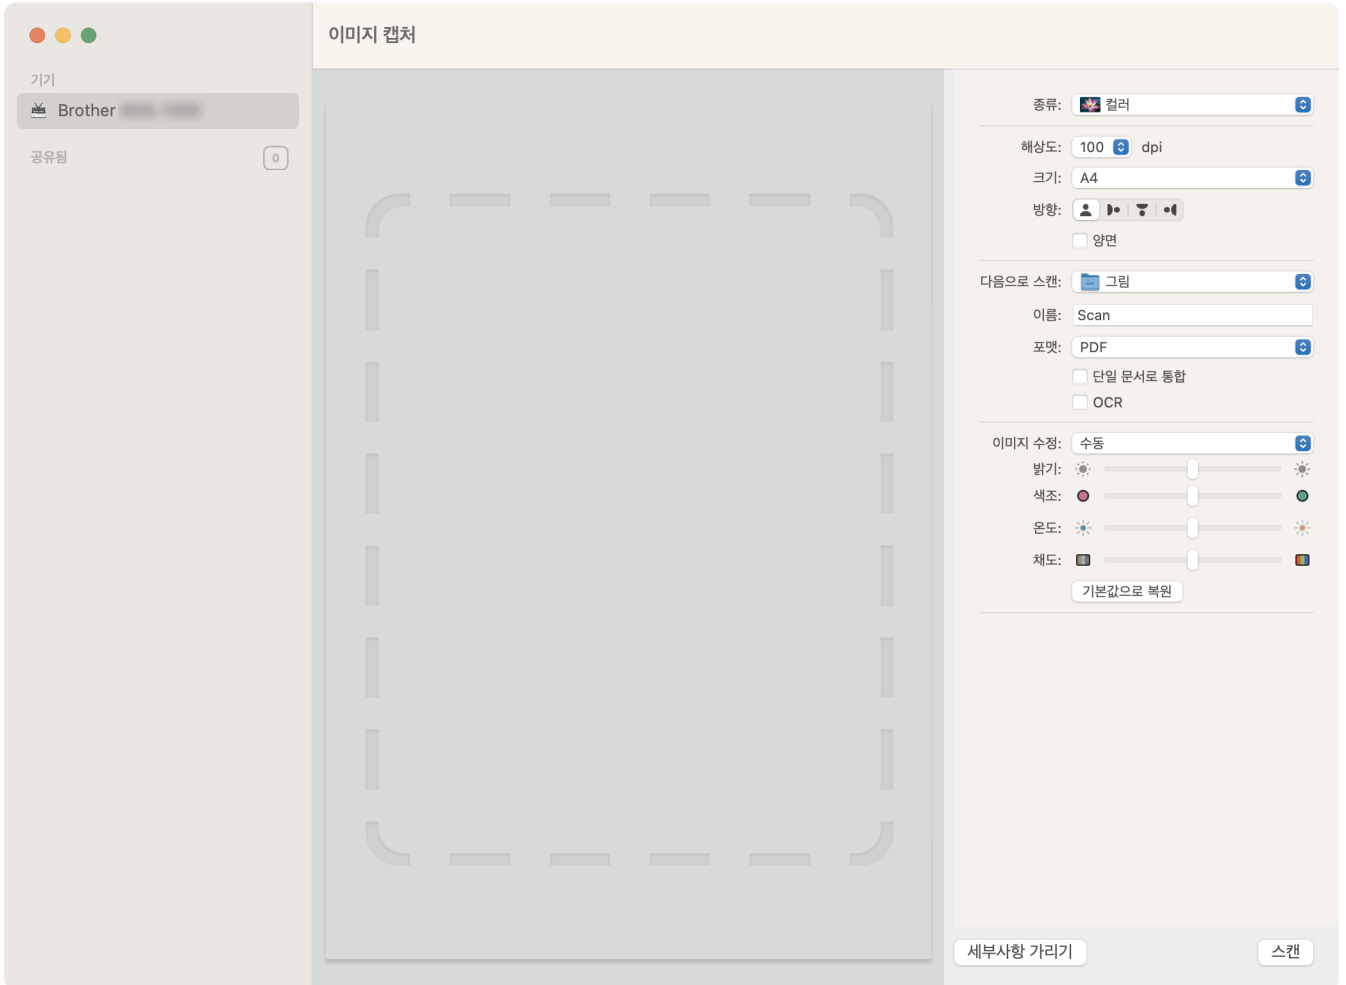 이미지 캡처
기기
Brother
공유됨
0
종류: 컬러
해상도: 100 dpi
크기: A4
방향:
양면
다음으로 스캔: 그림
이름: Scan
포맷: PDF
단일 문서로 통합
OCR
이미지 수정: 수동
밝기:
색조:
온도:
채도:
기본값으로 복원
세부사항 가리기
스캔